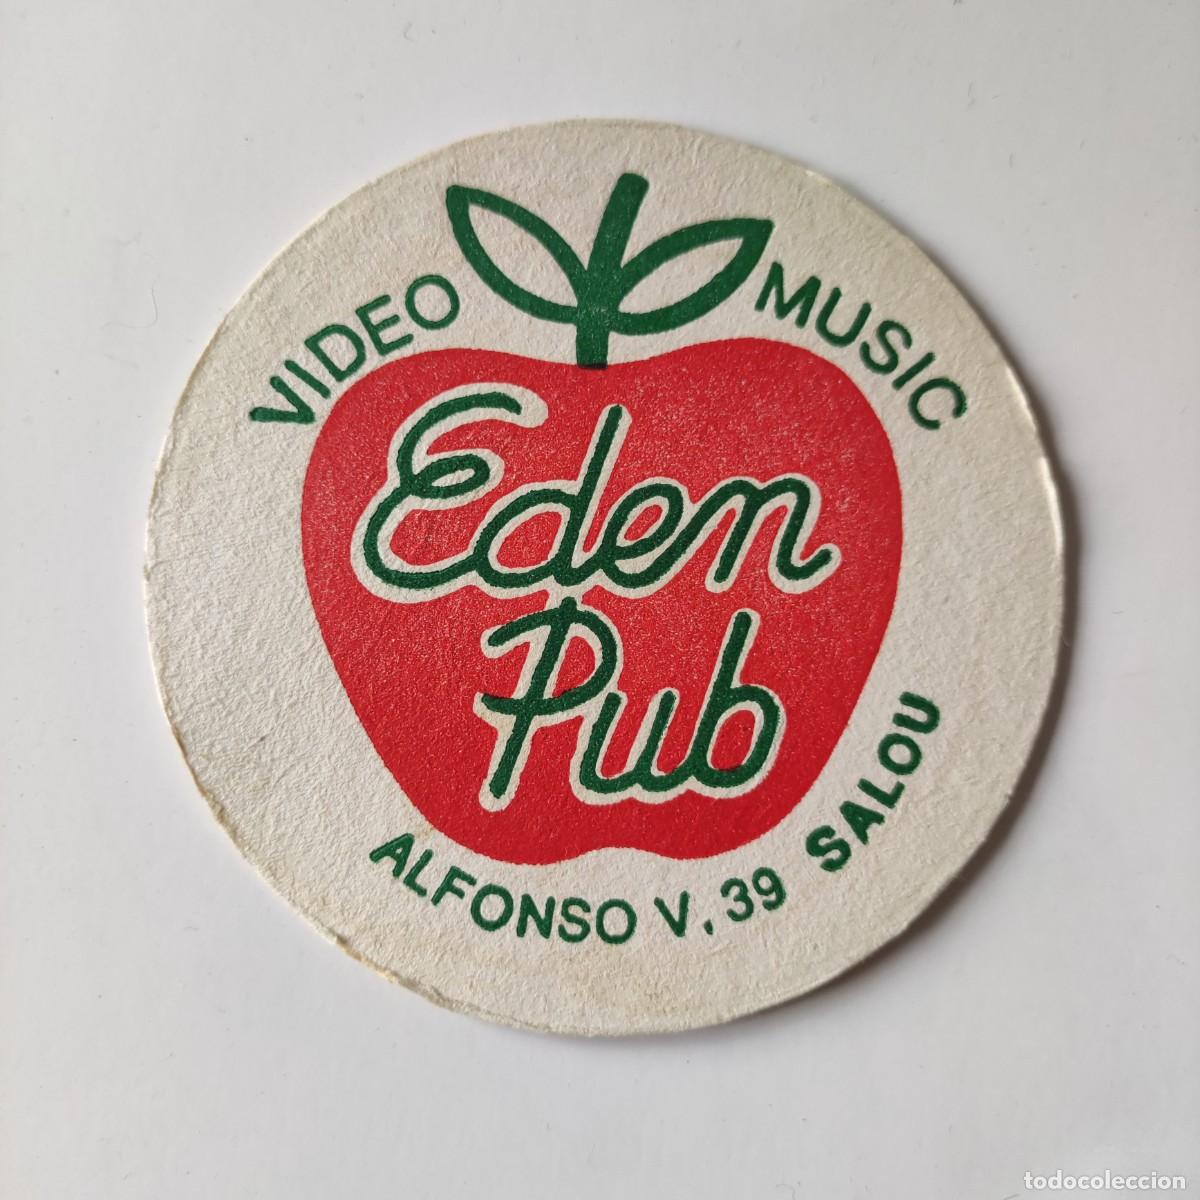 VIDEO MUSIC
Eden
Pub
ALFONSO V, 39 SALOU
todocoleccion